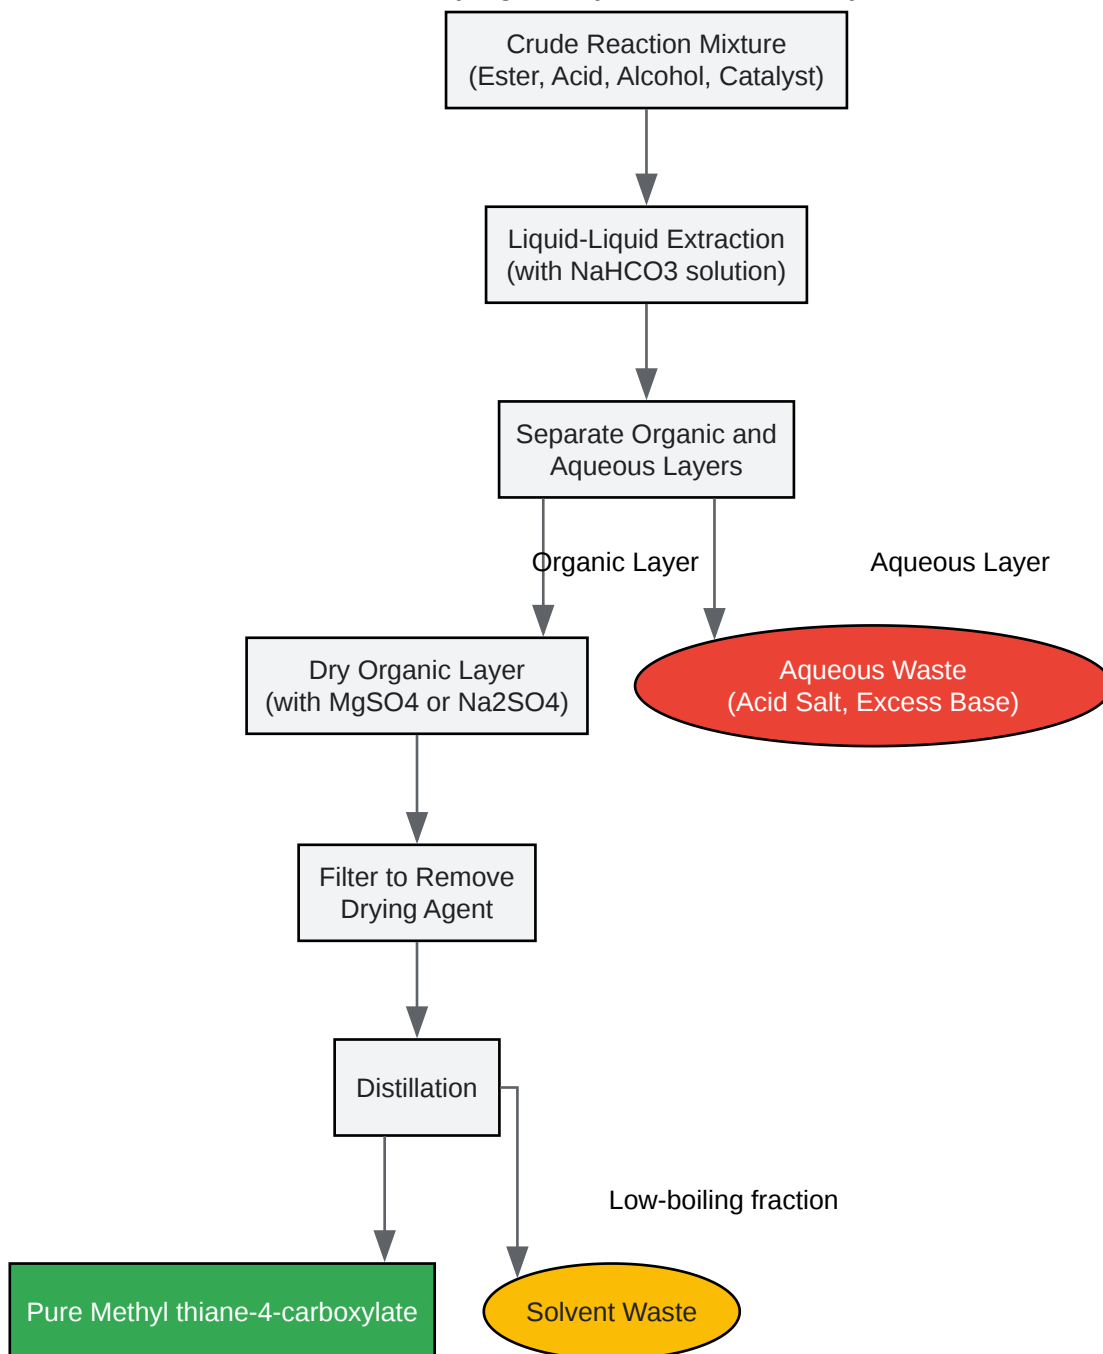 Crude Reaction Mixture
(Ester, Acid, Alcohol, Catalyst)
Liquid-Liquid Extraction
(with NaHCO3 solution)
Separate Organic and
Aqueous Layers
Organic Layer
Aqueous Layer
Dry Organic Layer
(with MgSO4 or Na2SO4)
Aqueous Waste
(Acid Salt, Excess Base)
Filter to Remove
Drying Agent
Distillation
Low-boiling fraction
Pure Methyl thiane-4-carboxylate
Solvent Waste